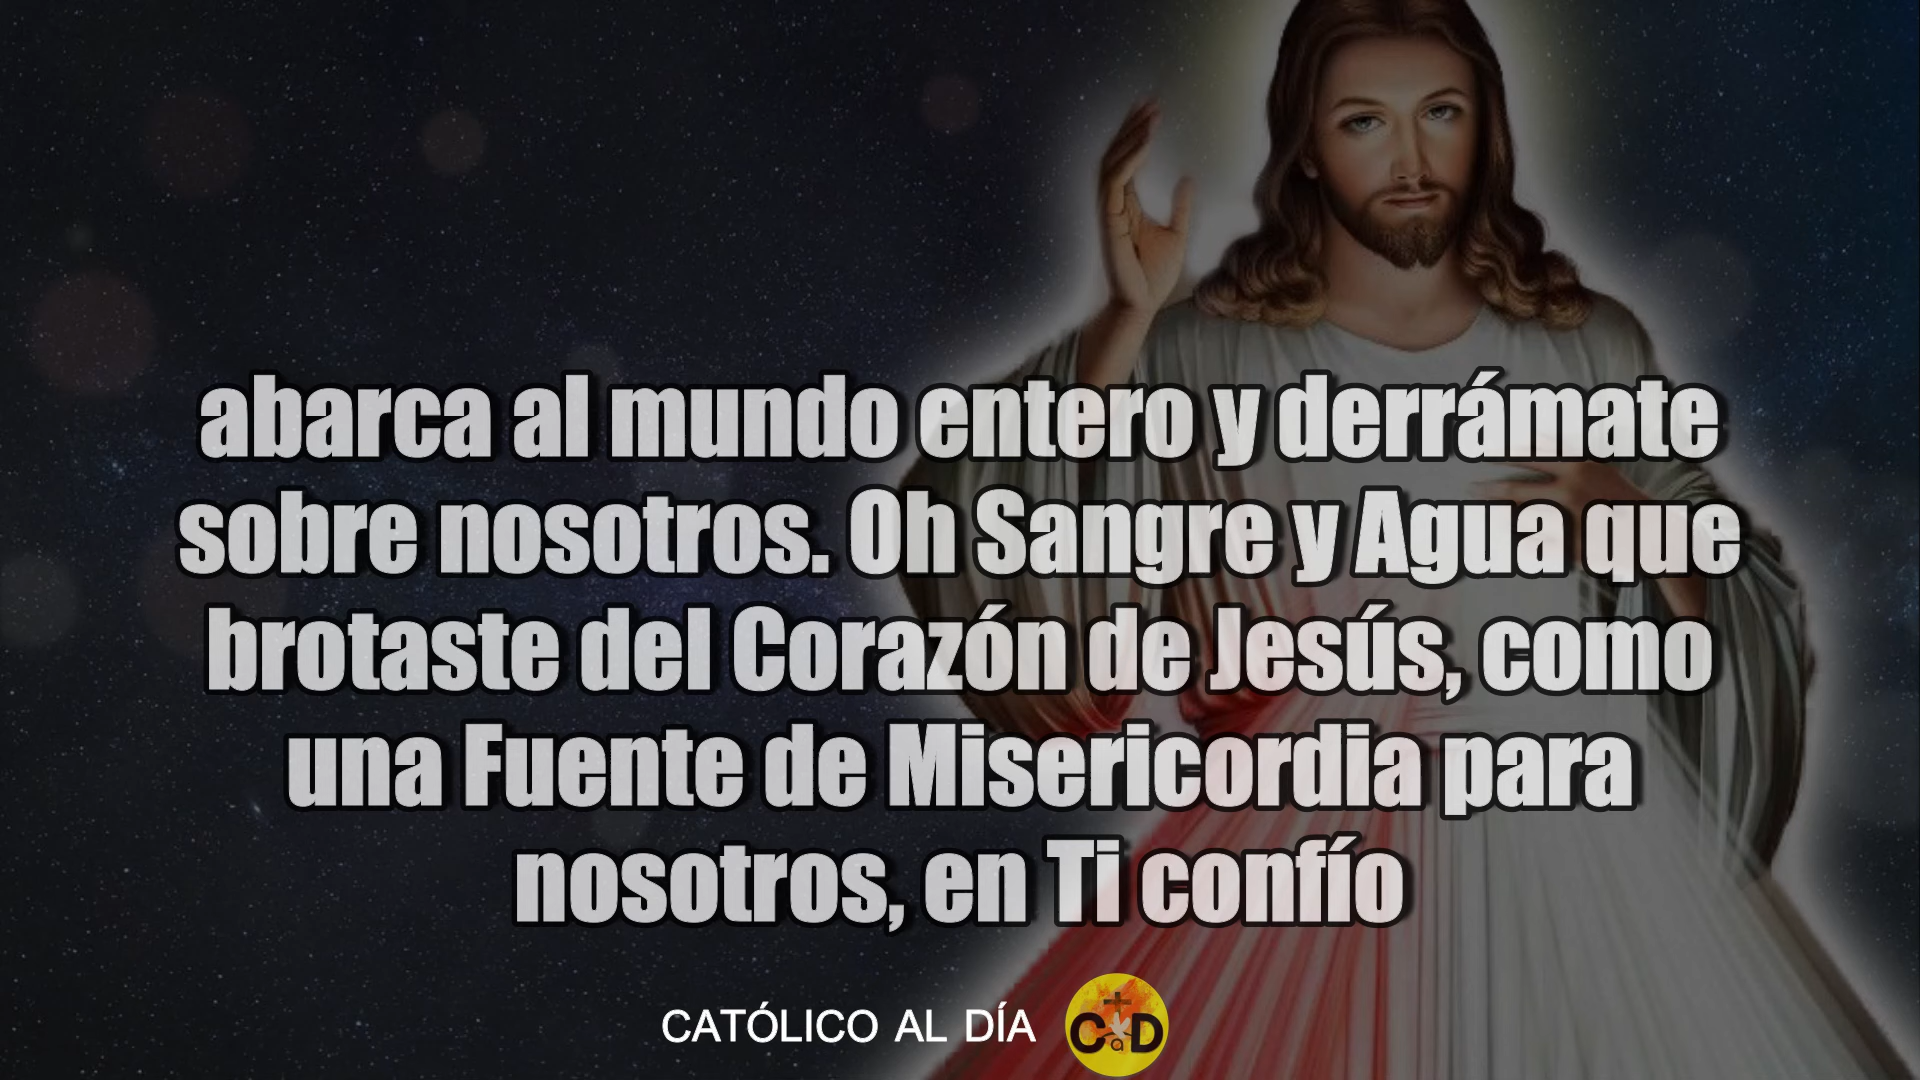 abarca al mundo entero y derrámate
sobre nosotros. Oh Sangre y Agua que
brotaste del Corazón de Jesús, como
una Fuente de Misericordia para
nosotros, en Ti confío
CATÓLICO AL DÍA
CaD